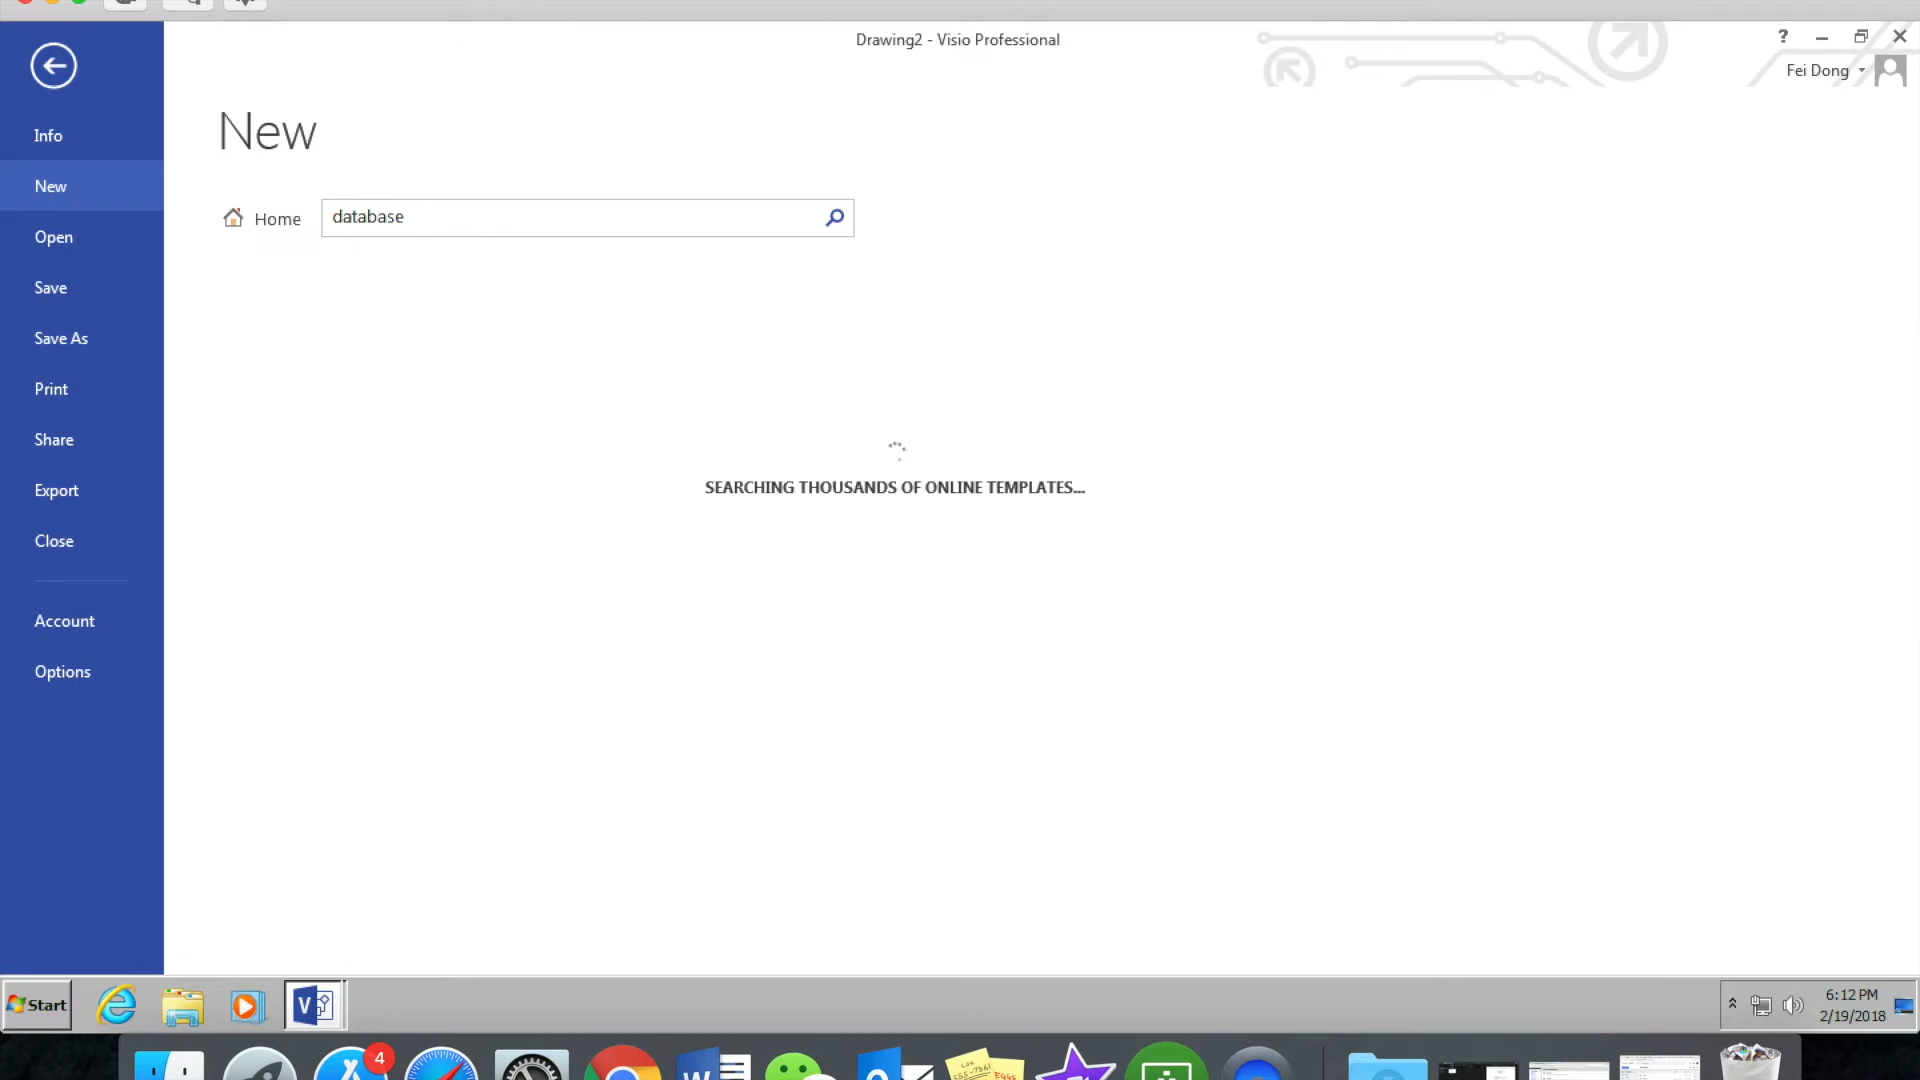 Drawing2 - Visio Professional
?
Fei Dong
Info
New
Open
Save
Save As
Print
Share
Export
Close
Account
Options
New
Home
database
SEARCHING THOUSANDS OF ONLINE TEMPLATES...
Start
6:12 PM
2/19/2018
4